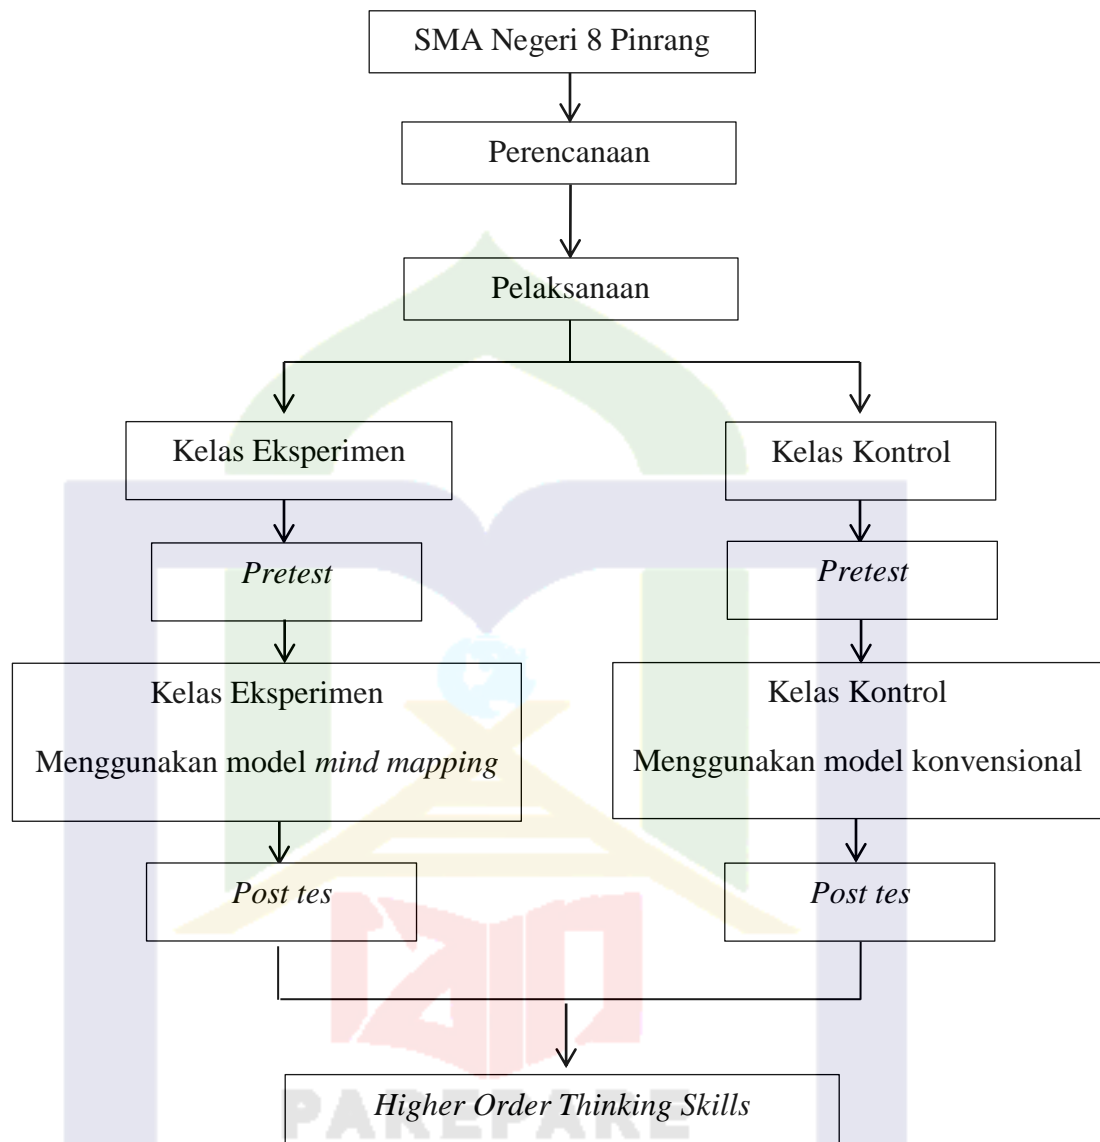 SMA Negeri 8 Pinrang
Perencanaan
Pelaksanaan
Kelas Eksperimen
Kelas Kontrol
Pretest
Pretest
Kelas Eksperimen
Menggunakan model mind mapping
Kelas Kontrol
Menggunakan model konvensional
Post tes
Post tes
Higher Order Thinking Skills
PAREPARE